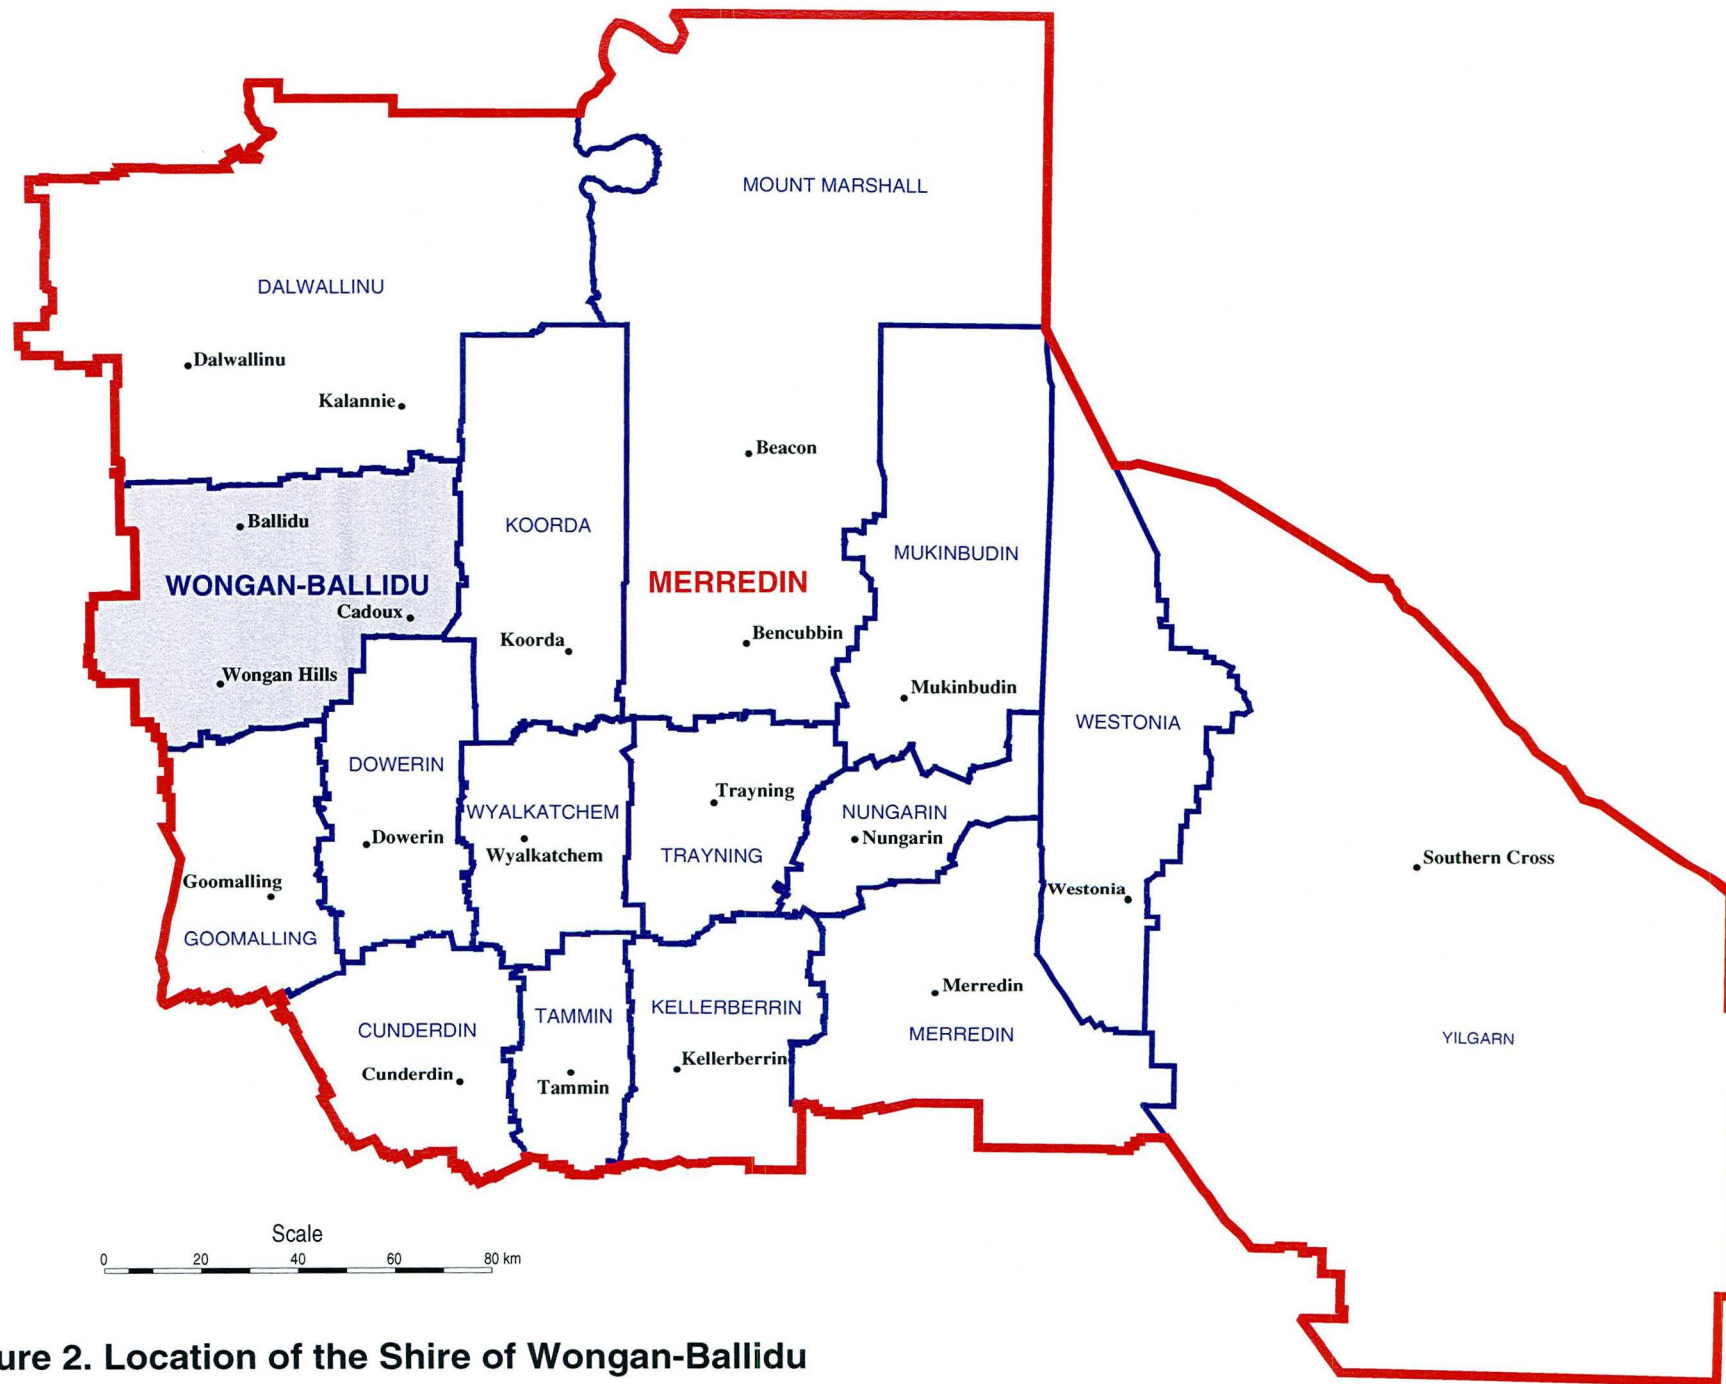 MOUNT MARSHALL
DALWALLINU
Dalwallinu
Kalannie
Beacon
Ballidu
KOORDA
MUKINBUDIN
WONGAN-BALLIDU
MERREDIN
Cadoux
Koorda
Bencubbin
Wongan Hills
Mukinbudin
WESTONIA
DOWERIN
Trayning
WYALKATCHEM
NUNGARIN
Dowerin
Nungarin
Wyalkatchem
TRAYNING
Southern Cross
Goomalling
Westonia
GOOMALLING
Merredin
KELLERBERRIN
TAMMIN
CUNDERDIN
MERREDIN
YILGARN
Kellerberrin
Cunderdin
Tammin
Scale
0 20 40 60 80 km
ure 2. Location of the Shire of Wongan-Ballidu